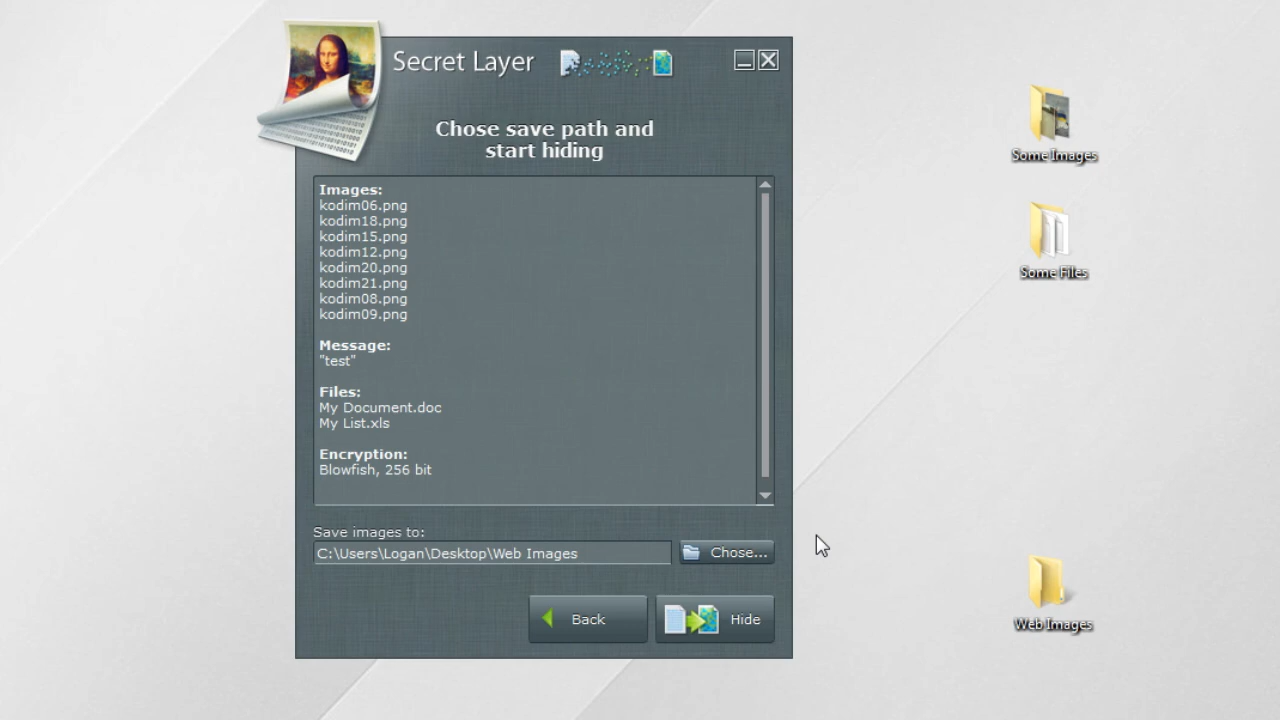 Secret Layer
Chose save path and
start hiding
Images:
kodim06.png
kodim18.png
kodim15.png
kodim12.png
kodim20.png
kodim21.png
kodim08.png
kodim09.png
Message:
"test"
Files:
My Document.doc
My List.xls
Encryption:
Blowfish, 256 bit
Save images to:
C:\Users\Logan\Desktop\Web Images
Chose...
Back
Hide
Some Images
Some Files
Web Images